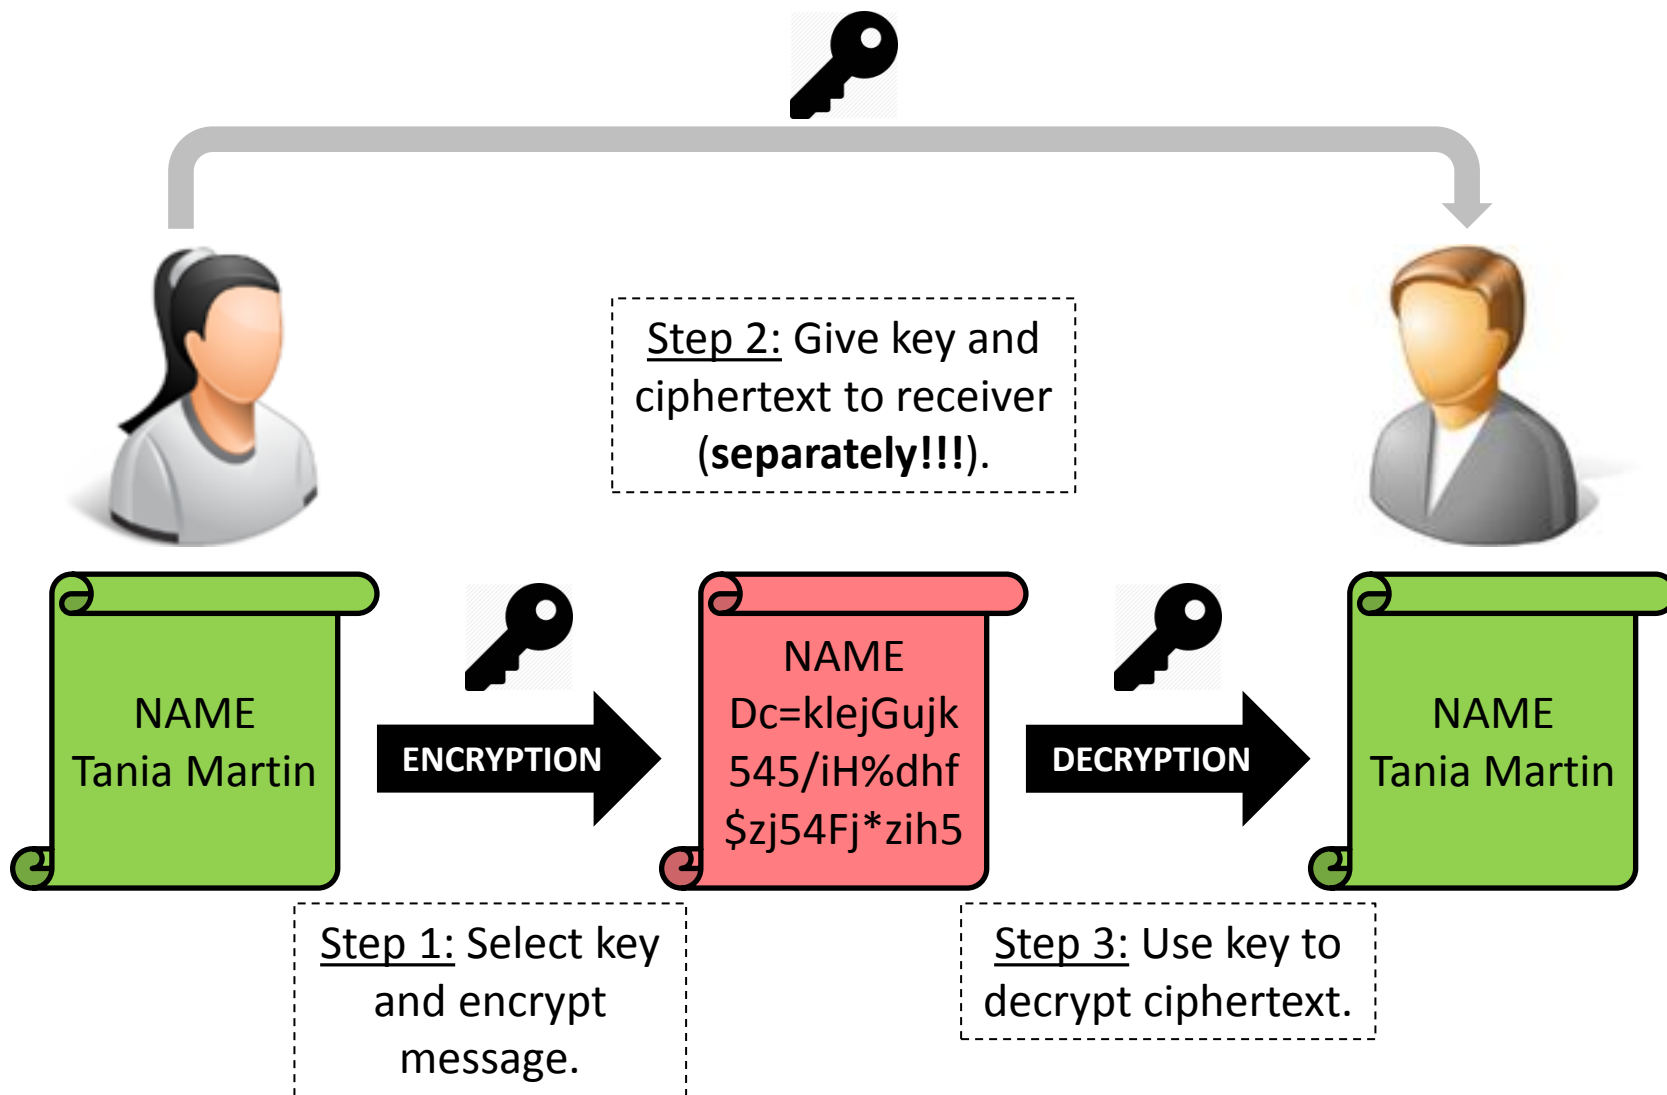 Step 2: Give key and
ciphertext to receiver
(separately!!!).
NAME
Tania Martin
ENCRYPTION
NAME
Dc=klejGujk
545/iH%dhf
$zj54Fj*zih5
DECRYPTION
NAME
Tania Martin
Step 1: Select key
and encrypt
message.
Step 3: Use key to
decrypt ciphertext.